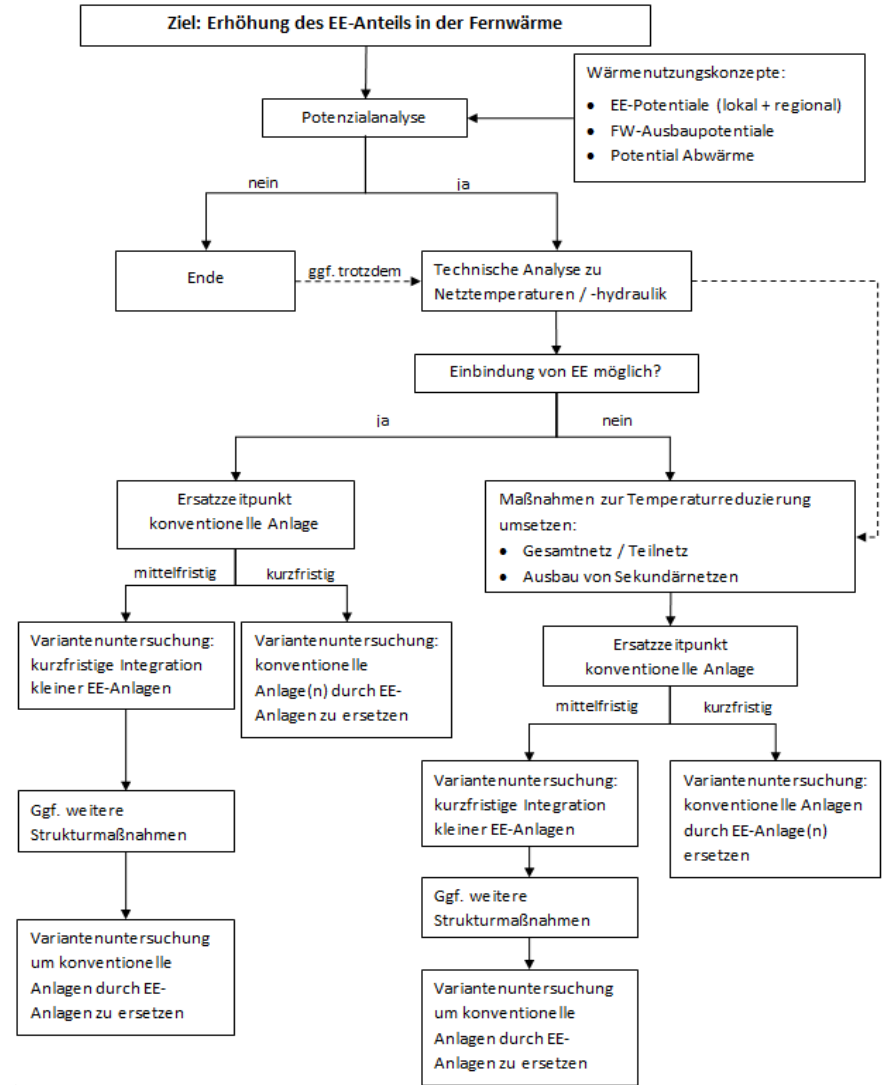 Ziel: Erhöhung des EE-Anteils in der Fernwärme
Wärmenutzungskonzepte:
● EE-Potentiale (lokal + regional)
● FW-Ausbaupotentiale
● Potential Abwärme
Potenzialanalyse
nein
ja
Ende
ggf. trotzdem
Technische Analyse zu
Netztemperaturen / -hydraulik
Einbindung von EE möglich?
ja
nein
Ersatzzeitpunkt
konventionelle Anlage
Maßnahmen zur Temperaturreduzierung
umsetzen:
● Gesamtnetz / Teilnetz
● Ausbau von Sekundärnetzen
mittelfristig
kurzfristig
Variantenuntersuchung:
kurzfristige Integration
kleiner EE-Anlagen
Variantenuntersuchung:
konventionelle
Anlage(n) durch EE-
Anlagen zu ersetzen
Ersatzzeitpunkt
konventionelle Anlage
mittelfristig
kurzfristig
Variantenuntersuchung:
kurzfristige Integration
kleiner EE-Anlagen
Variantenuntersuchung:
konventionelle Anlagen
durch EE-Anlage(n)
ersetzen
Ggf. weitere
Strukturmaßnahmen
Ggf. weitere
Strukturmaßnahmen
Variantenuntersuchung
um konventionelle
Anlagen durch EE-
Anlagen zu ersetzen
Variantenuntersuchung
um konventionelle
Anlagen durch EE-
Anlagen zu ersetzen